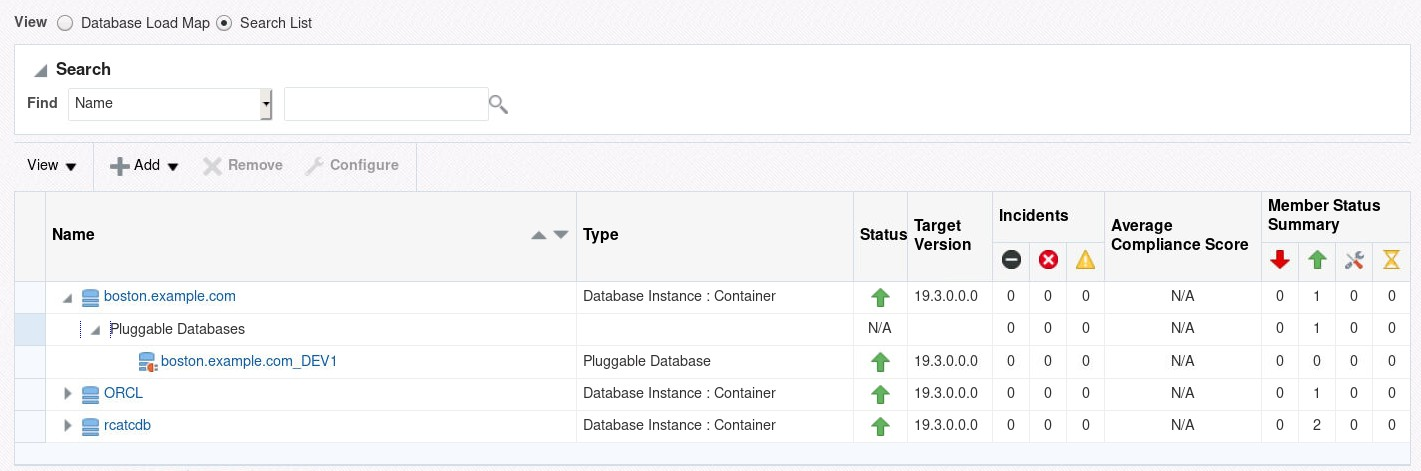 View Database Load Map Search List
Search
Find Name
View Add Remove Configure
Name Type Status Target Version Incidents Average Compliance Score Member Status Summary
boston.example.com Database Instance : Container 19.3.0.0.0 0 0 0 N/A 0 1 0 0
Pluggable Databases N/A 0 0 0 N/A 0 1 0 0
boston.example.com_DEV1 Pluggable Database 19.3.0.0.0 0 0 0 N/A 0 0 0 0
ORCL Database Instance : Container 19.3.0.0.0 0 0 0 N/A 0 1 0 0
rcatcdb Database Instance : Container 19.3.0.0.0 0 0 0 N/A 0 2 0 0